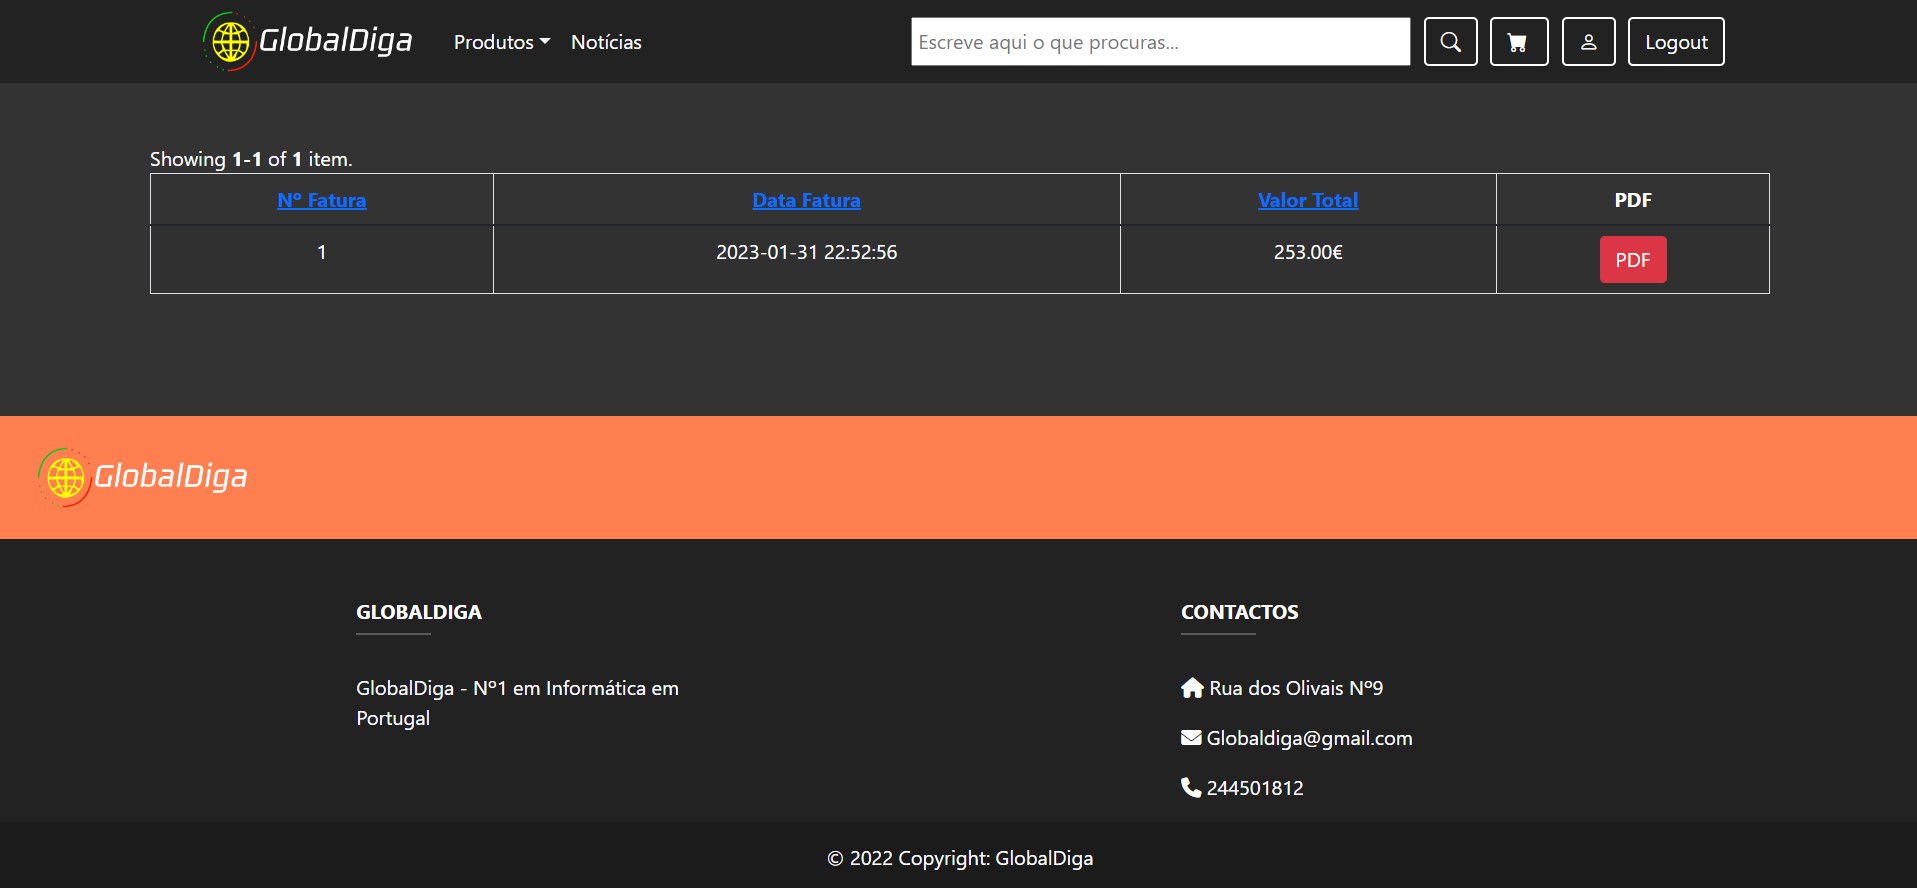 GlobalDiga Produtos Notícias Escreve aqui o que procuras... Logout
Showing 1-1 of 1 item.
Nº Fatura Data Fatura Valor Total PDF
1 2023-01-31 22:52:56 253.00€ PDF
GlobalDiga
GLOBALDIGA
GlobalDiga - Nº1 em Informática em
Portugal
CONTACTOS
Rua dos Olivais Nº9
Globaldiga@gmail.com
244501812
© 2022 Copyright: GlobalDiga